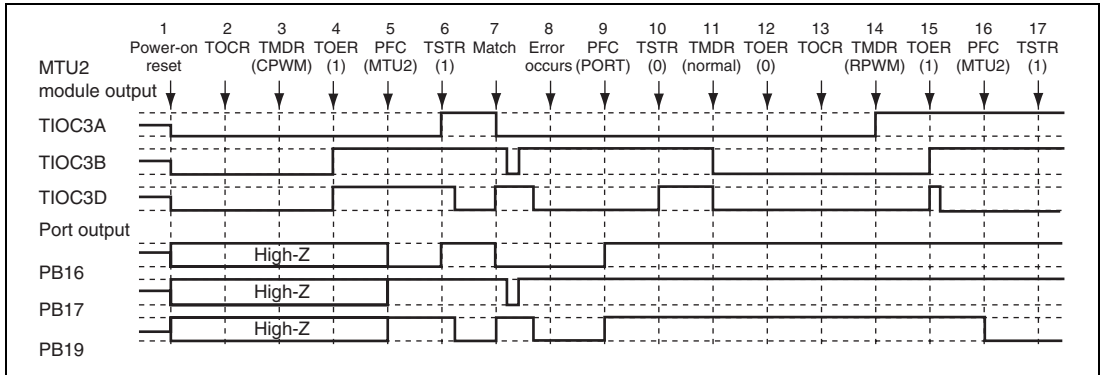 1 2 3 4 5 6 7 8 9 10 11 12 13 14 15 16 17
Power-on TOCR TMDR TOER PFC TSTR Match Error PFC TSTR TMDR TOER TOCR TMDR TOER PFC TSTR
reset (CPWM) (1) (MTU2) (1) occurs (PORT) (0) (normal) (0) (RPWM) (1) (MTU2) (1)
MTU2
module output
TIOC3A
TIOC3B
TIOC3D
Port output
High-Z
PB16
High-Z
PB17
High-Z
PB19